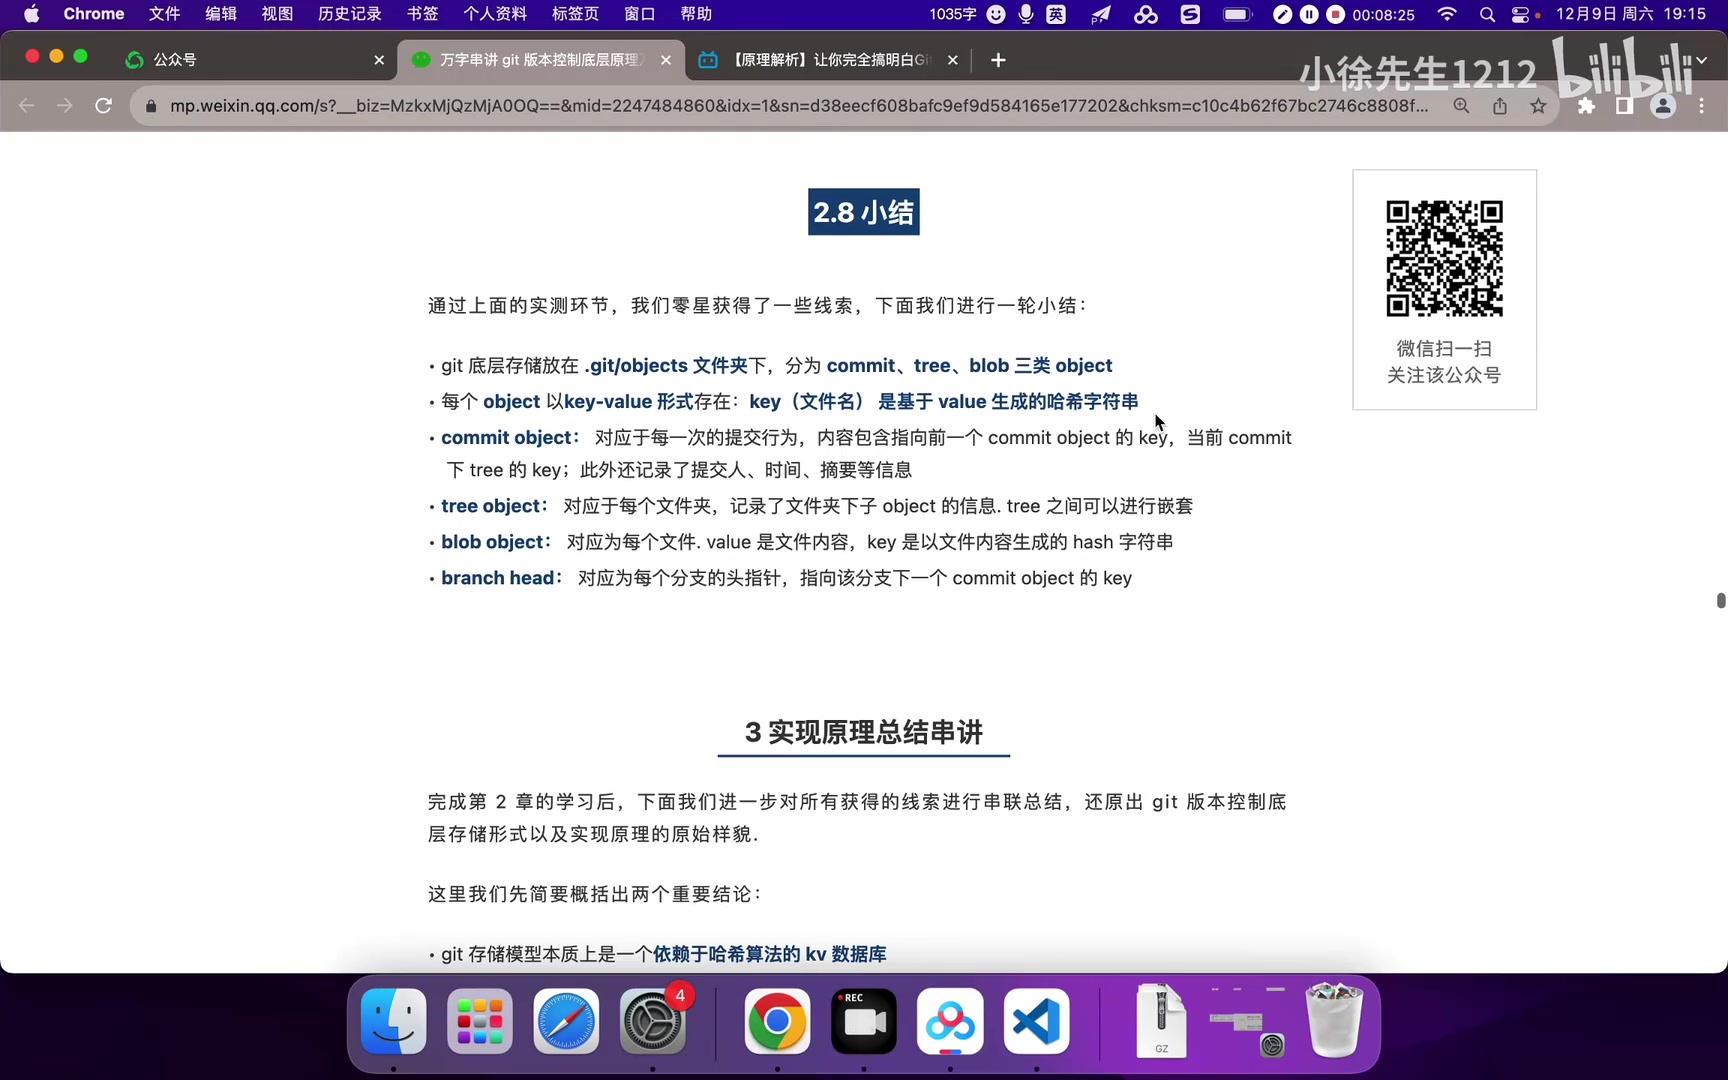 Chrome 文件 编辑 视图 历史记录 书签 个人资料 标签页 窗口 帮助 1035字 英 00:08:25 12月9日 周六 19:15
公众号 万字串讲 git 版本控制底层原理 【原理解析】让你完全搞明白Gi
小徐先生1212 bilibili
mp.weixin.qq.com/s?__biz=MzkxMjQzMjA0OQ==&mid=2247484860&idx=1&sn=d38eecf608bafc9ef9d584165e177202&chksm=c10c4b62f67bc2746c8808f...
2.8 小结
微信扫一扫
关注该公众号
通过上面的实测环节，我们零星获得了一些线索，下面我们进行一轮小结：
• git 底层存储放在 .git/objects 文件夹下，分为 commit、tree、blob 三类 object
• 每个 object 以key-value 形式存在：key（文件名） 是基于 value 生成的哈希字符串
• commit object： 对应于每一次的提交行为，内容包含指向前一个 commit object 的 key，当前 commit
下 tree 的 key；此外还记录了提交人、时间、摘要等信息
• tree object： 对应于每个文件夹，记录了文件夹下子 object 的信息. tree 之间可以进行嵌套
• blob object： 对应为每个文件. value 是文件内容，key 是以文件内容生成的 hash 字符串
• branch head： 对应为每个分支的头指针，指向该分支下一个 commit object 的 key
3 实现原理总结串讲
完成第 2 章的学习后，下面我们进一步对所有获得的线索进行串联总结，还原出 git 版本控制底
层存储形式以及实现原理的原始样貌.
这里我们先简要概括出两个重要结论：
• git 存储模型本质上是一个依赖于哈希算法的 kv 数据库
4
REC
GZ